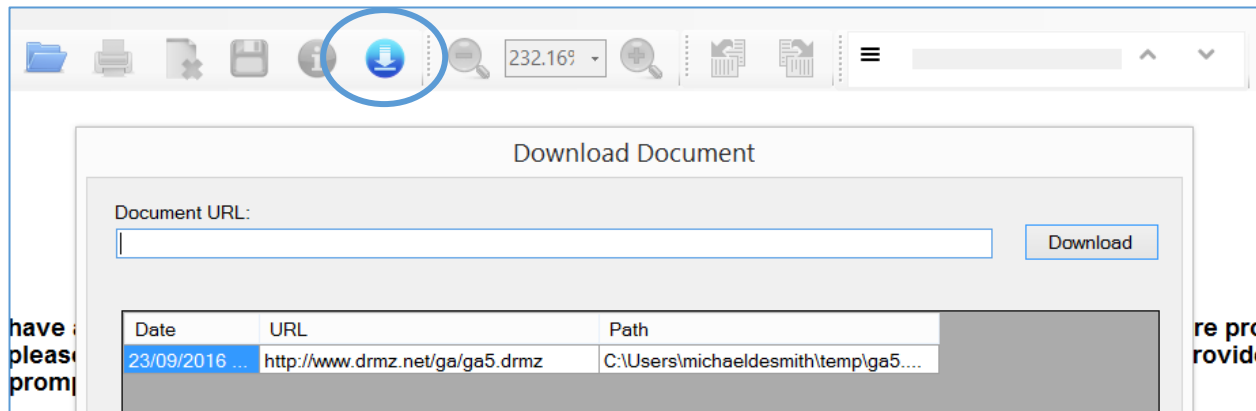 232.169
Download Document
Document URL:
Download
have
please
promp
Date URL Path
23/09/2016 ... http://www.drmz.net/ga/ga5.drmz C:\Users\michaeldesmith\temp\ga5....
re pro
rovide